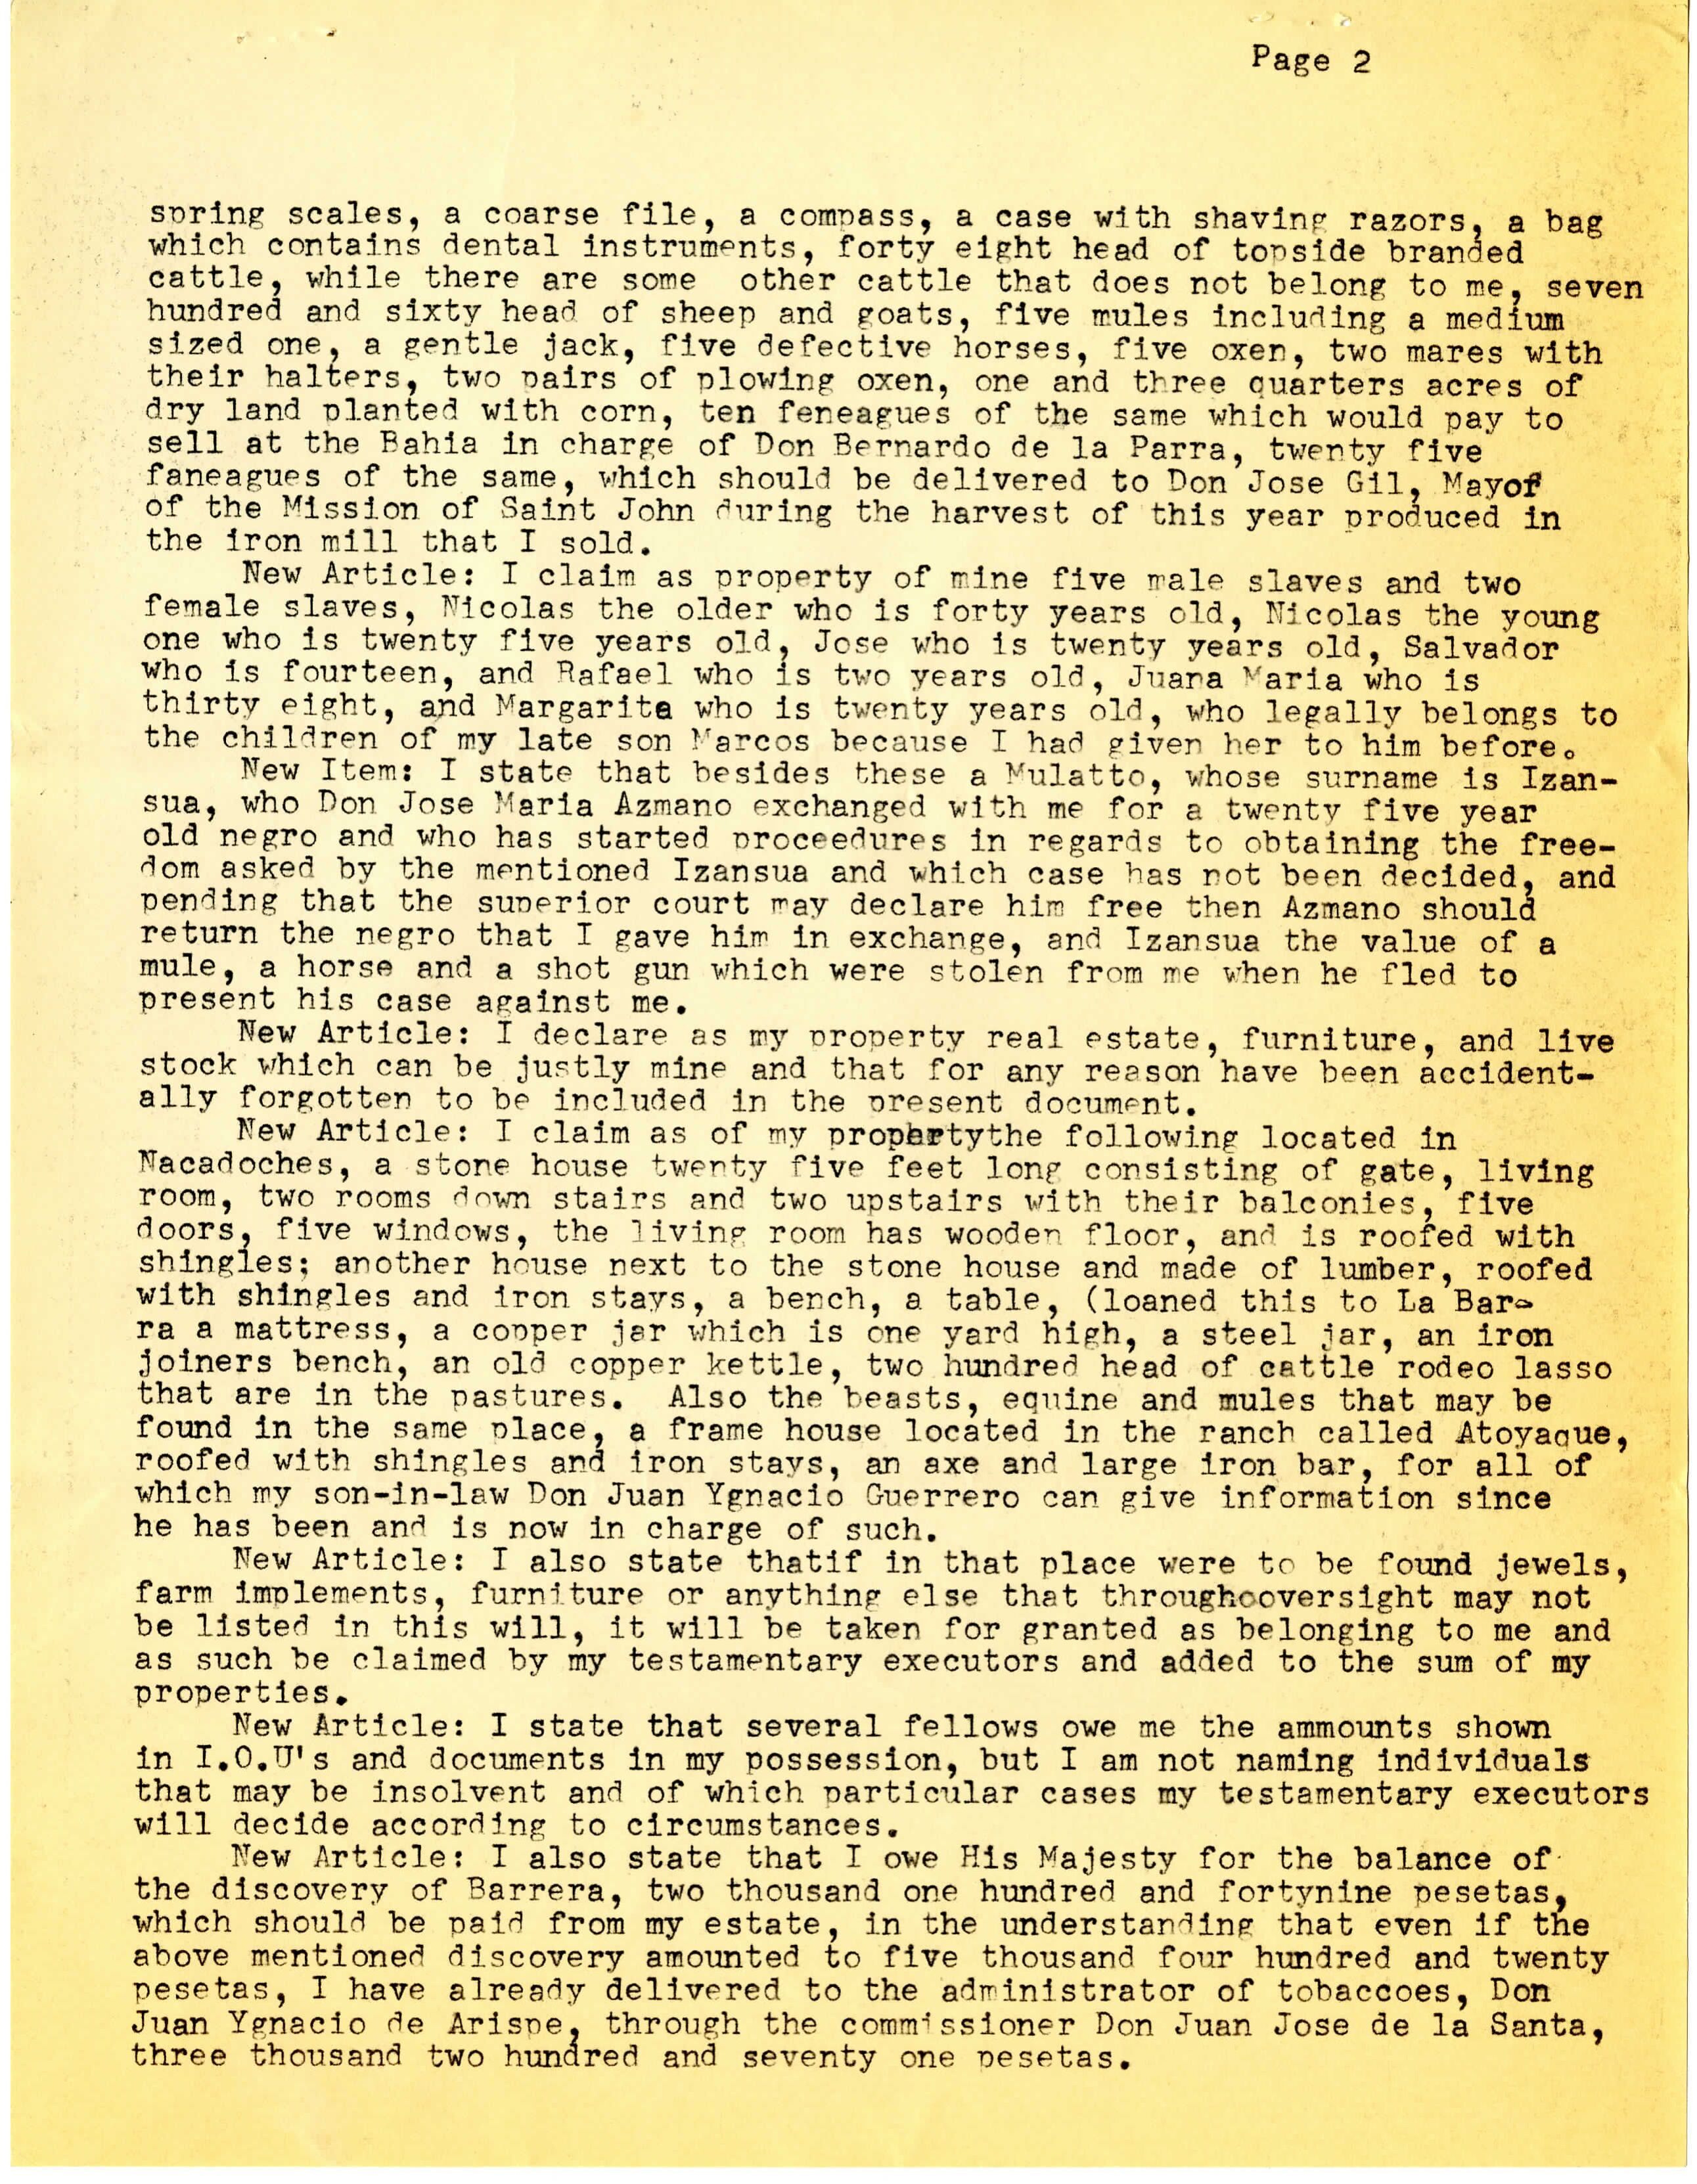 Page 2
spring scales, a coarse file, a compass, a case with shaving razors, a bag
which contains dental instruments, forty eight head of topside branded
cattle, while there are some  other cattle that does not belong to me, seven
hundred and sixty head of sheep and goats, five mules including a medium
sized one, a gentle jack, five defective horses, five oxen, two mares with
their halters, two pairs of plowing oxen, one and three quarters acres of
dry land planted with corn, ten feneagues of the same which would pay to
sell at the Bahia in charge of Don Bernardo de la Parra, twenty five
faneagues of the same, which should be delivered to Don Jose Gil, Mayof
of the Mission of Saint John during the harvest of this year produced in
the iron mill that I sold.
New Article: I claim as property of mine five male slaves and two
female slaves, Nicolas the older who is forty years old, Nicolas the young
one who is twenty five years old, Jose who is twenty years old, Salvador
who is fourteen, and Rafael who is two years old, Juana Maria who is
thirty eight, and Margarita who is twenty years old, who legally belongs to
the children of my late son Marcos because I had given her to him before.
New Item: I state that besides these a Mulatto, whose surname is Izan-
sua, who Don Jose Maria Azmano exchanged with me for a twenty five year
old negro and who has started proceedures in regards to obtaining the free-
dom asked by the mentioned Izansua and which case has not been decided, and
pending that the superior court may declare him free then Azmano should
return the negro that I gave him in exchange, and Izansua the value of a
mule, a horse and a shot gun which were stolen from me when he fled to
present his case against me.
New Article: I declare as my property real estate, furniture, and live
stock which can be justly mine and that for any reason have been accident-
ally forgotten to be included in the present document.
New Article: I claim as of my propertythe following located in
Nacadoches, a stone house twenty five feet long consisting of gate, living
room, two rooms down stairs and two upstairs with their balconies, five
doors, five windows, the living room has wooden floor, and is roofed with
shingles; another house next to the stone house and made of lumber, roofed
with shingles and iron stays, a bench, a table, (loaned this to La Bar-
ra a mattress, a copper jar which is one yard high, a steel jar, an iron
joiners bench, an old copper kettle, two hundred head of cattle rodeo lasso
that are in the pastures.  Also the beasts, equine and mules that may be
found in the same place, a frame house located in the ranch called Atoyaque,
roofed with shingles and iron stays, an axe and large iron bar, for all of
which my son-in-law Don Juan Ygnacio Guerrero can give information since
he has been and is now in charge of such.
New Article: I also state thatif in that place were to be found jewels,
farm implements, furniture or anything else that throughcooversight may not
be listed in this will, it will be taken for granted as belonging to me and
as such be claimed by my testamentary executors and added to the sum of my
properties.
New Article: I state that several fellows owe me the ammounts shown
in I.O.U's and documents in my possession, but I am not naming individuals
that may be insolvent and of which particular cases my testamentary executors
will decide according to circumstances.
New Article: I also state that I owe His Majesty for the balance of
the discovery of Barrera, two thousand one hundred and fortynine pesetas,
which should be paid from my estate, in the understanding that even if the
above mentioned discovery amounted to five thousand four hundred and twenty
pesetas, I have already delivered to the administrator of tobaccoes, Don
Juan Ygnacio de Arispe, through the commissioner Don Juan Jose de la Santa,
three thousand two hundred and seventy one pesetas.